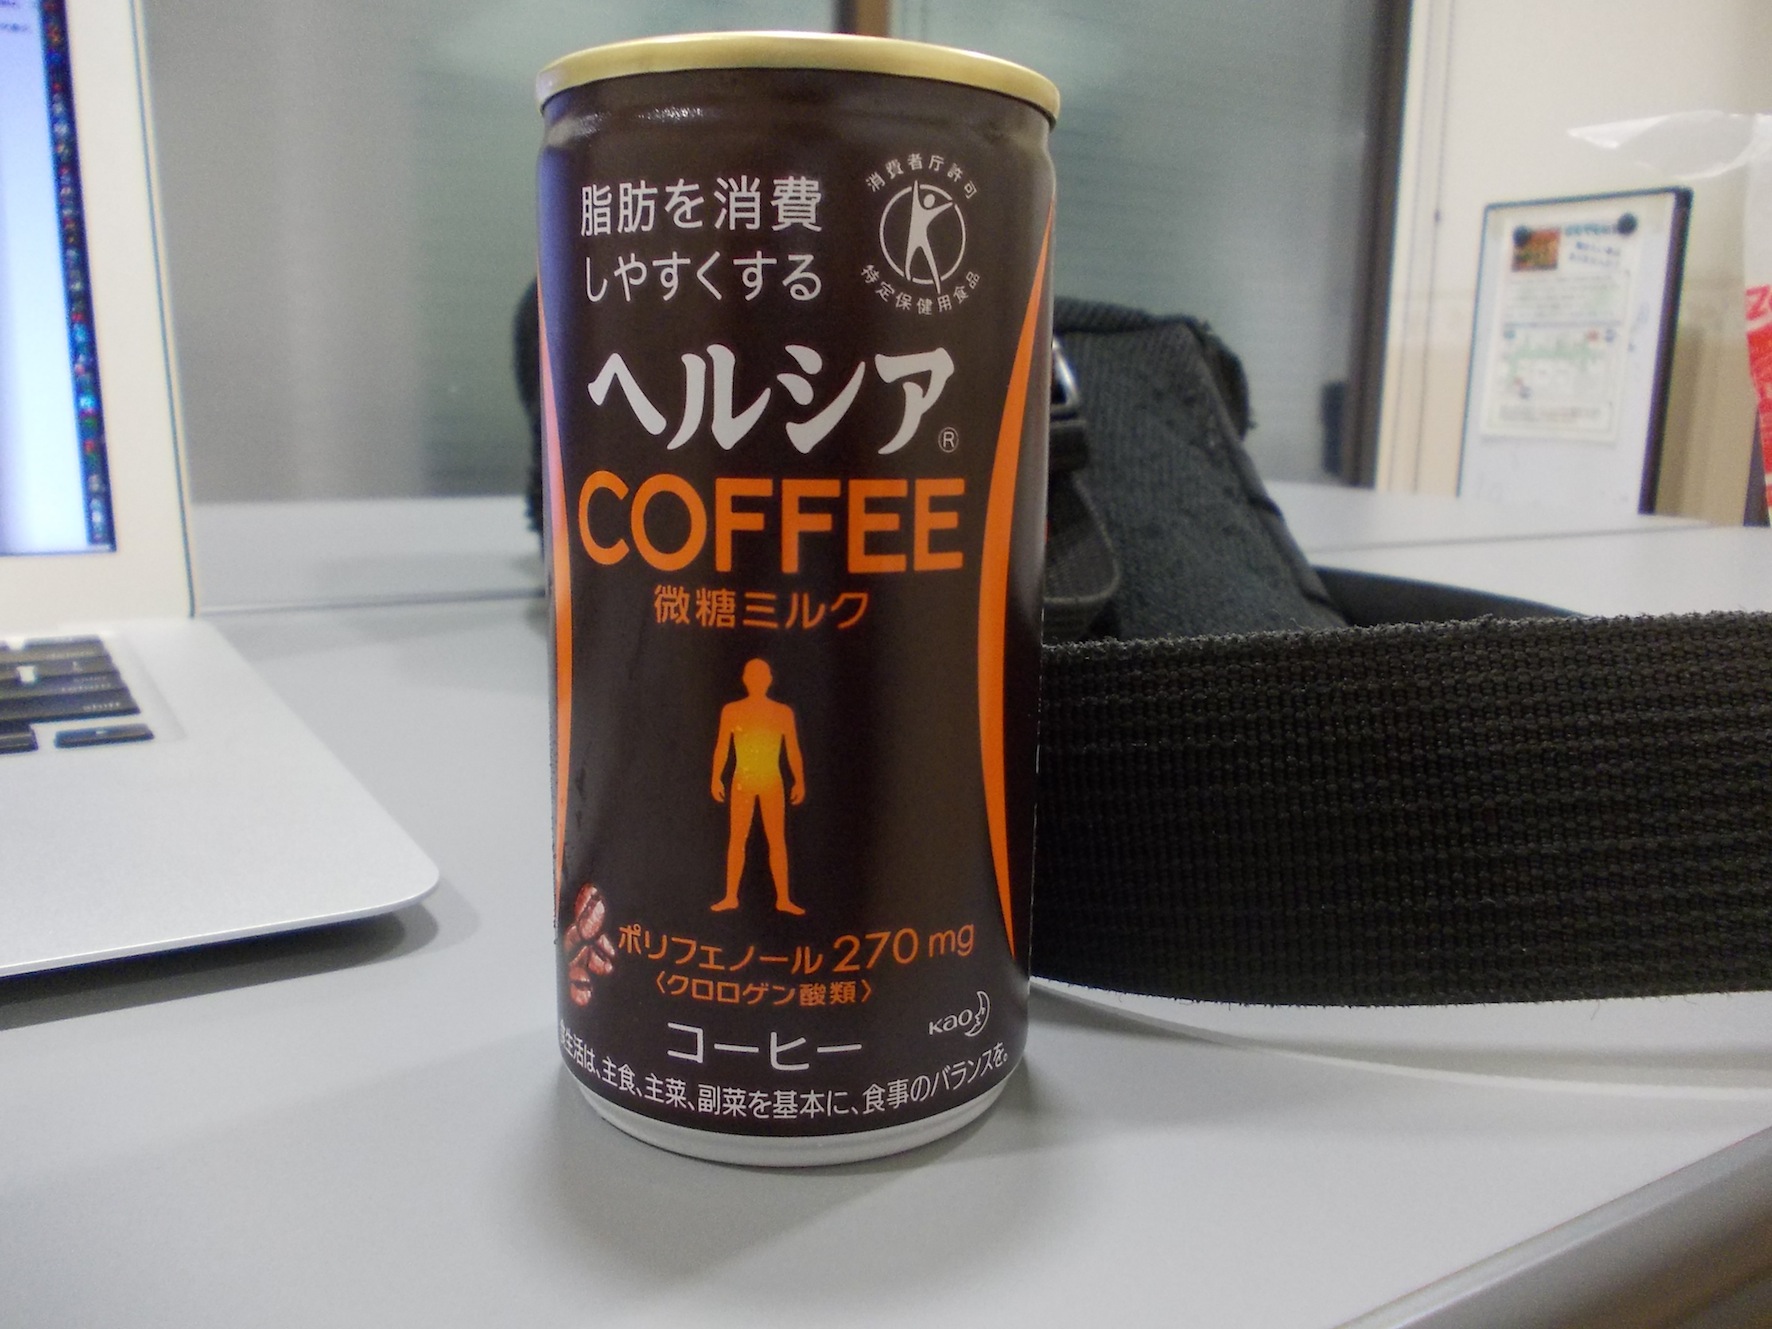 脂肪を消費
しやすくする
消費者庁許可
特定保健用食品
ヘルシア®
COFFEE
微糖ミルク
ポリフェノール 270 mg
〈クロロゲン酸類〉
コーヒー
Kao
食生活は、主食、主菜、副菜を基本に、食事のバランスを。
return
shift